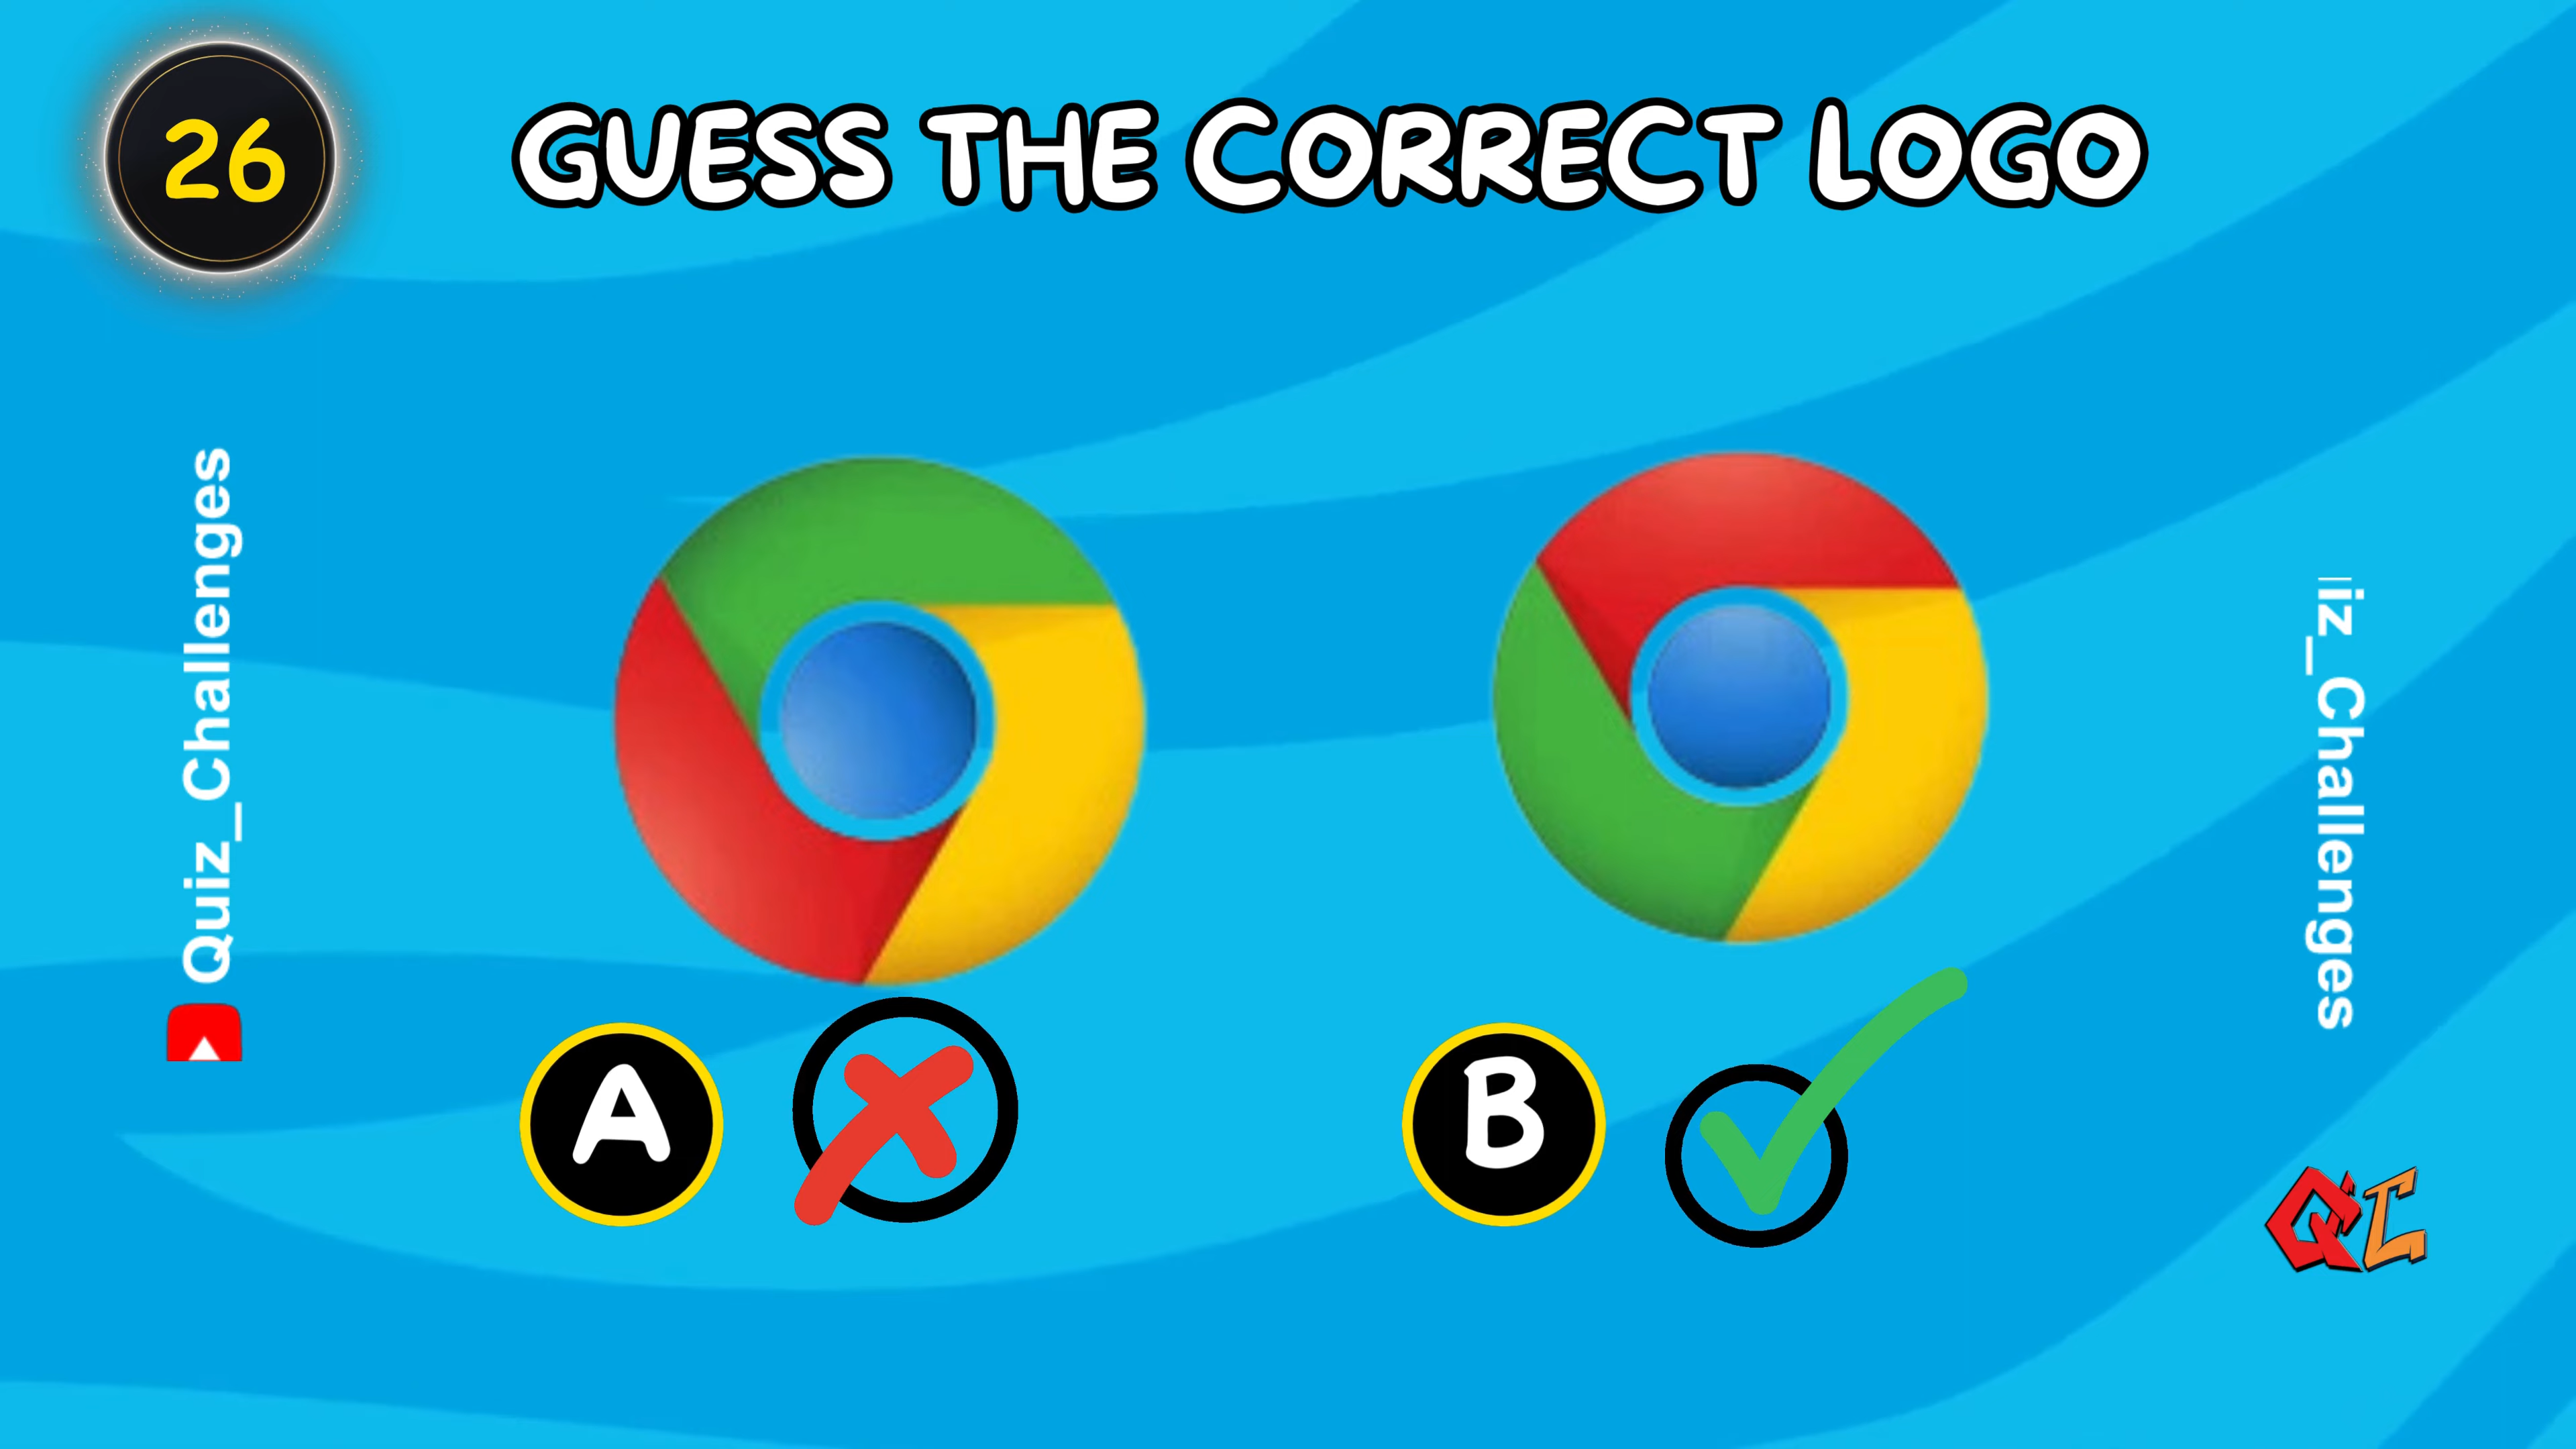 26
GUESS THE CORRECT LOGO
Quiz_Challenges
iz_Challenges
A
B
QC